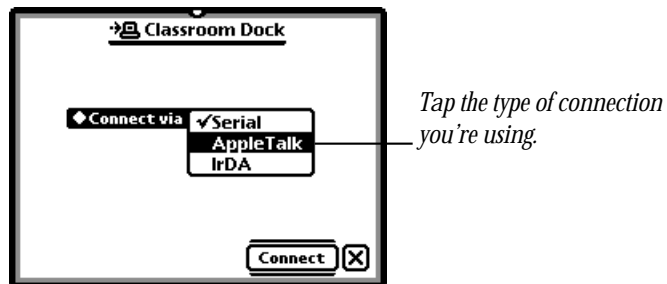 Classroom Dock
◆Connect via ✓Serial
AppleTalk
IrDA
Tap the type of connection
you're using.
Connect